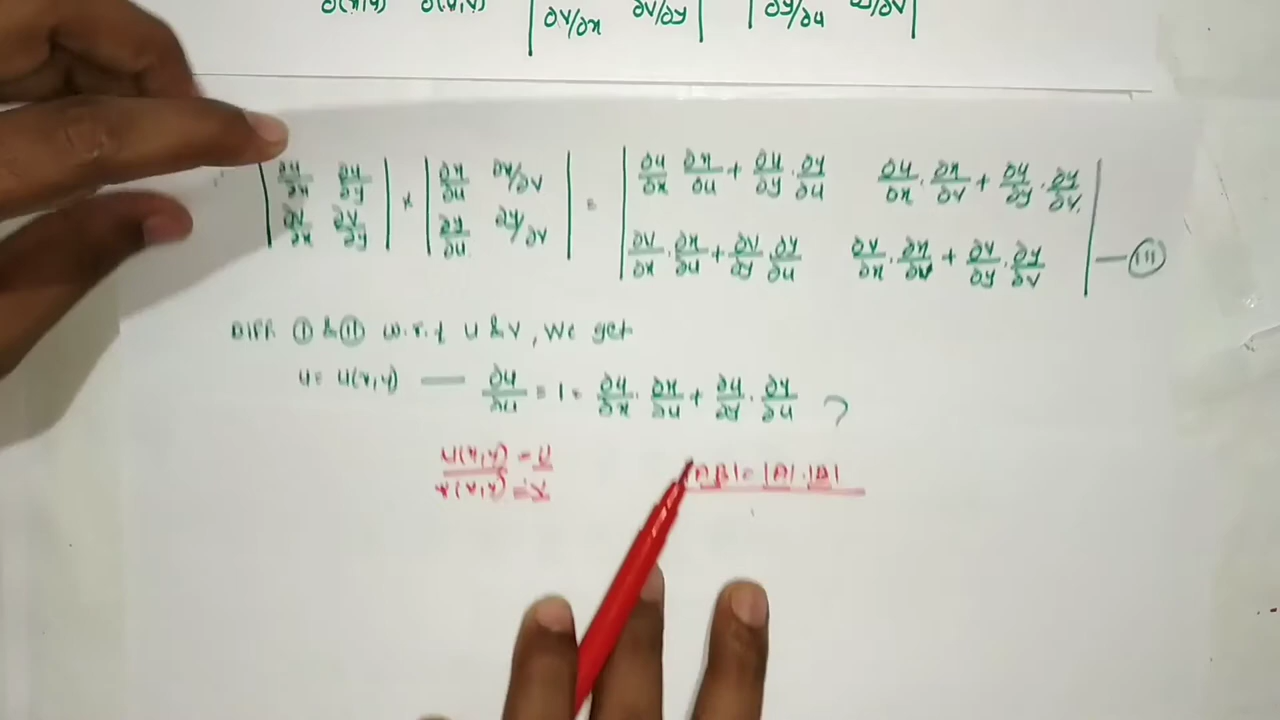 ∂(x,y) ∂(u,v) | ∂v/∂x ∂v/∂y | | ∂y/∂u ∂y/∂v |
| ∂u/∂x ∂u/∂y | × | ∂x/∂u ∂x/∂v | = | ∂u/∂x ∂x/∂u + ∂u/∂y · ∂y/∂u ∂u/∂x · ∂x/∂v + ∂u/∂y · ∂y/∂v |
| ∂v/∂x ∂v/∂y | | ∂y/∂u ∂y/∂v | | ∂v/∂x · ∂x/∂u + ∂v/∂y · ∂y/∂u ∂v/∂x · ∂x/∂v + ∂v/∂y · ∂y/∂v | — (III)
DIFF. (I) & (II) w.r.t u & v, we get
u = u(x,y) — ∂u/∂u = 1 = ∂u/∂x · ∂x/∂u + ∂u/∂y · ∂y/∂u ?
u(x,y) = u |AB| = |A| · |B|
v(x,y) = v